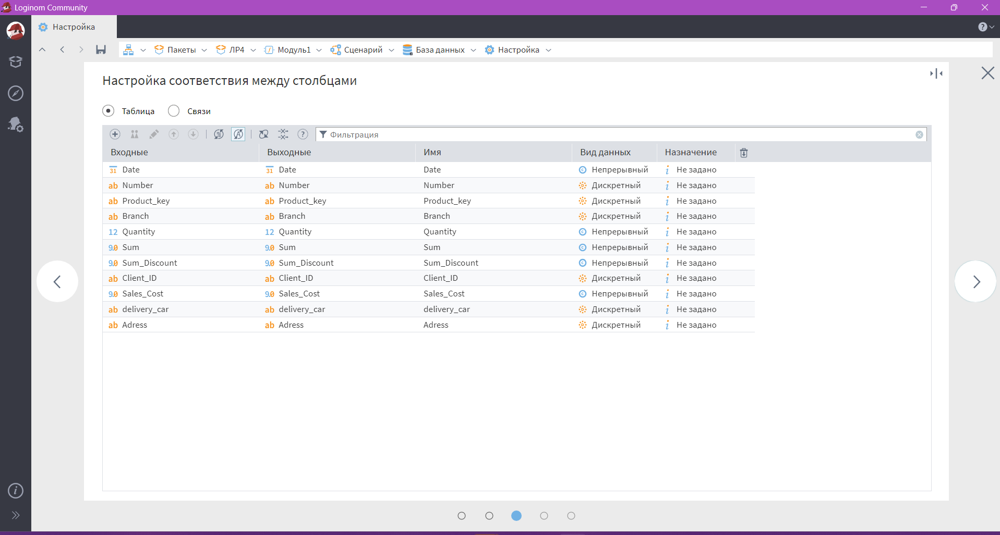 Loginom Community
Настройка
Пакеты ЛР4 Модуль1 Сценарий База данных Настройка
Настройка соответствия между столбцами
Таблица Связи
Фильтрация
Входные Выходные Имя Вид данных Назначение
31 Date 31 Date Date Непрерывный Не задано
ab Number ab Number Number Дискретный Не задано
ab Product_key ab Product_key Product_key Дискретный Не задано
ab Branch ab Branch Branch Дискретный Не задано
12 Quantity 12 Quantity Quantity Непрерывный Не задано
9.0 Sum 9.0 Sum Sum Непрерывный Не задано
9.0 Sum_Discount 9.0 Sum_Discount Sum_Discount Непрерывный Не задано
ab Client_ID ab Client_ID Client_ID Дискретный Не задано
9.0 Sales_Cost 9.0 Sales_Cost Sales_Cost Непрерывный Не задано
ab delivery_car ab delivery_car delivery_car Дискретный Не задано
ab Adress ab Adress Adress Дискретный Не задано